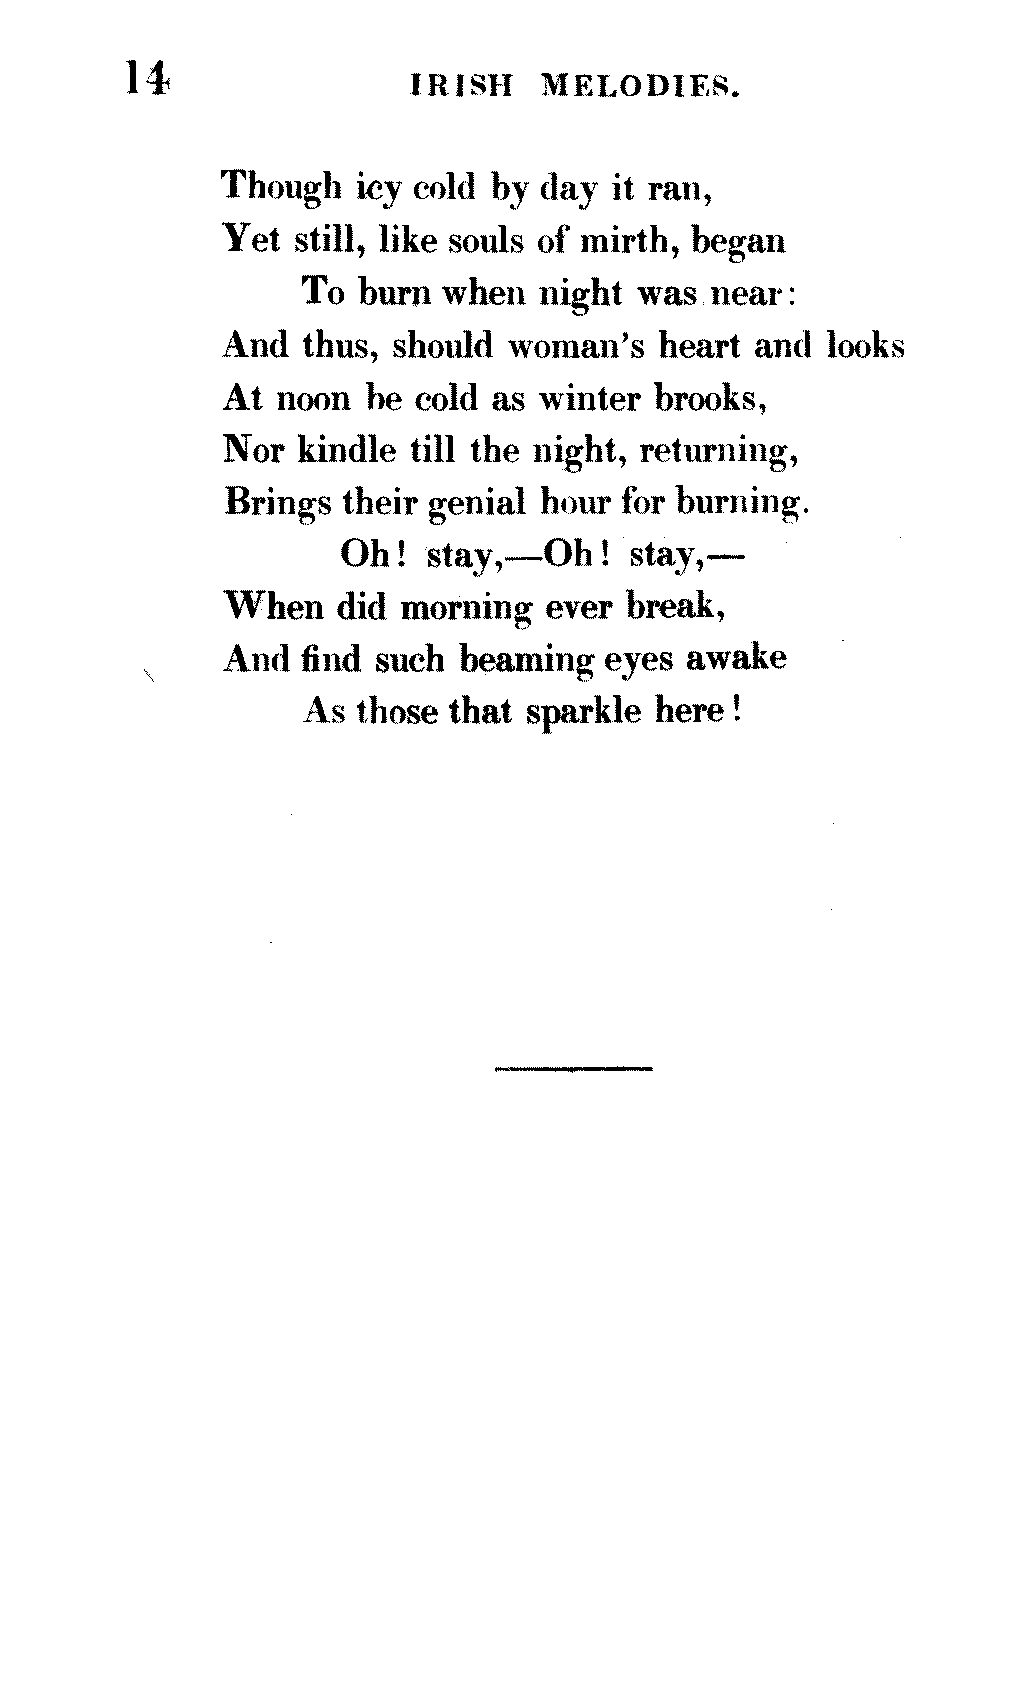 14 IRISH MELODIES.
Though icy cold by day it ran,
Yet still, like souls of mirth, began
To burn when night was near:
And thus, should woman's heart and looks
At noon be cold as winter brooks,
Nor kindle till the night, returning,
Brings their genial hour for burning.
Oh! stay,—Oh! stay,—
When did morning ever break,
And find such beaming eyes awake
As those that sparkle here!